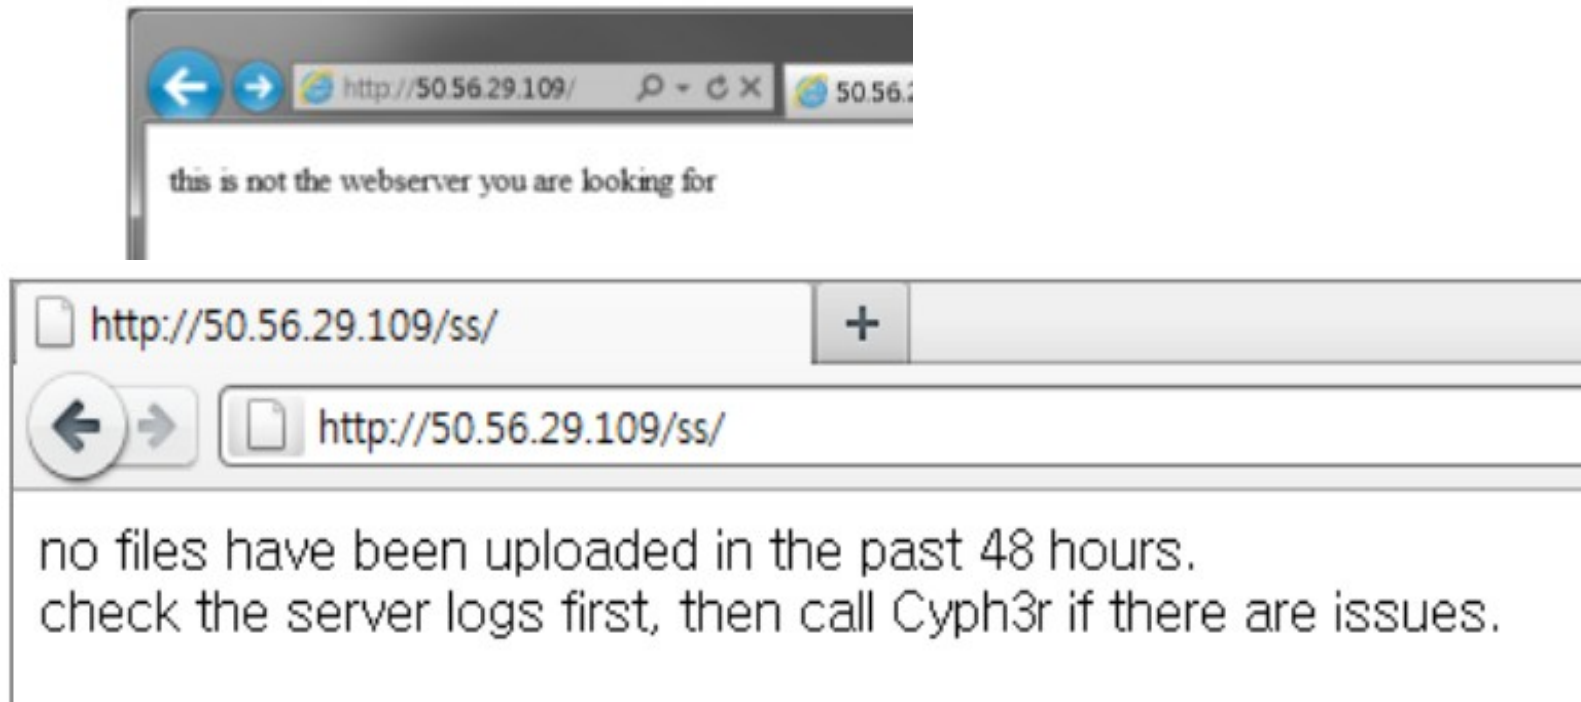 http://50.56.29.109/
50.56.2
this is not the webserver you are looking for
http://50.56.29.109/ss/
http://50.56.29.109/ss/
no files have been uploaded in the past 48 hours.
check the server logs first, then call Cyph3r if there are issues.